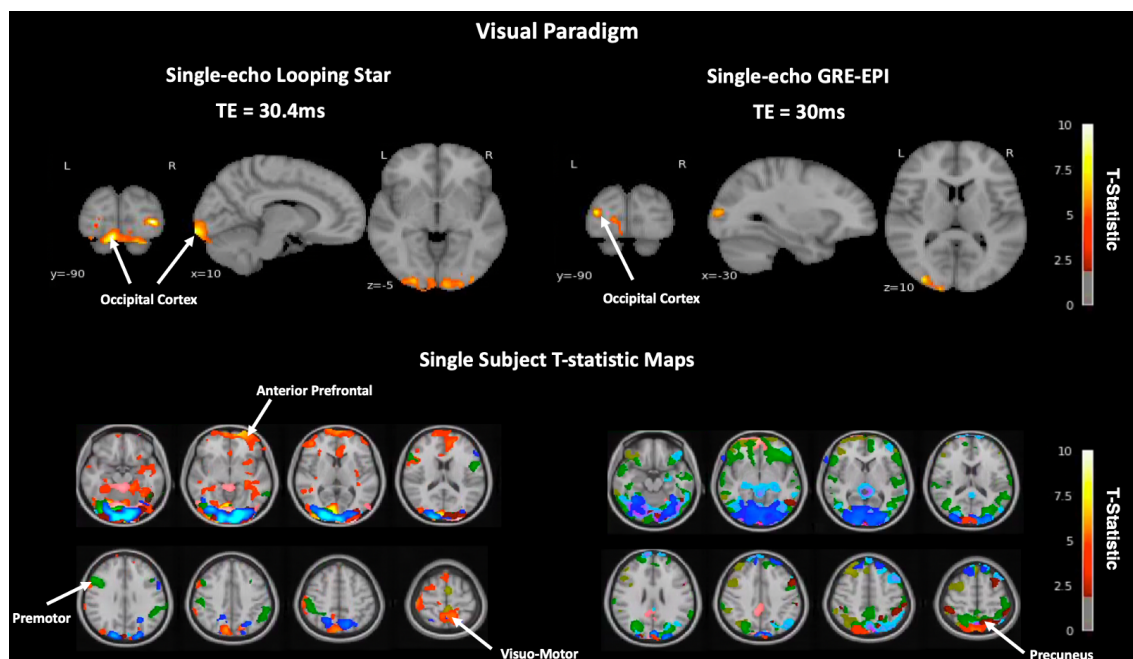 Visual Paradigm
Single-echo Looping Star
TE = 30.4ms
Single-echo GRE-EPI
TE = 30ms
L R
L R
y=-90
x=10
z=-5
Occipital Cortex
L R
L R
y=-90
x=-30
z=10
Occipital Cortex
10
7.5
5
2.5
0
T-Statistic
Single Subject T-statistic Maps
Anterior Prefrontal
Premotor
Visuo-Motor
Precuneus
10
7.5
5
2.5
0
T-Statistic